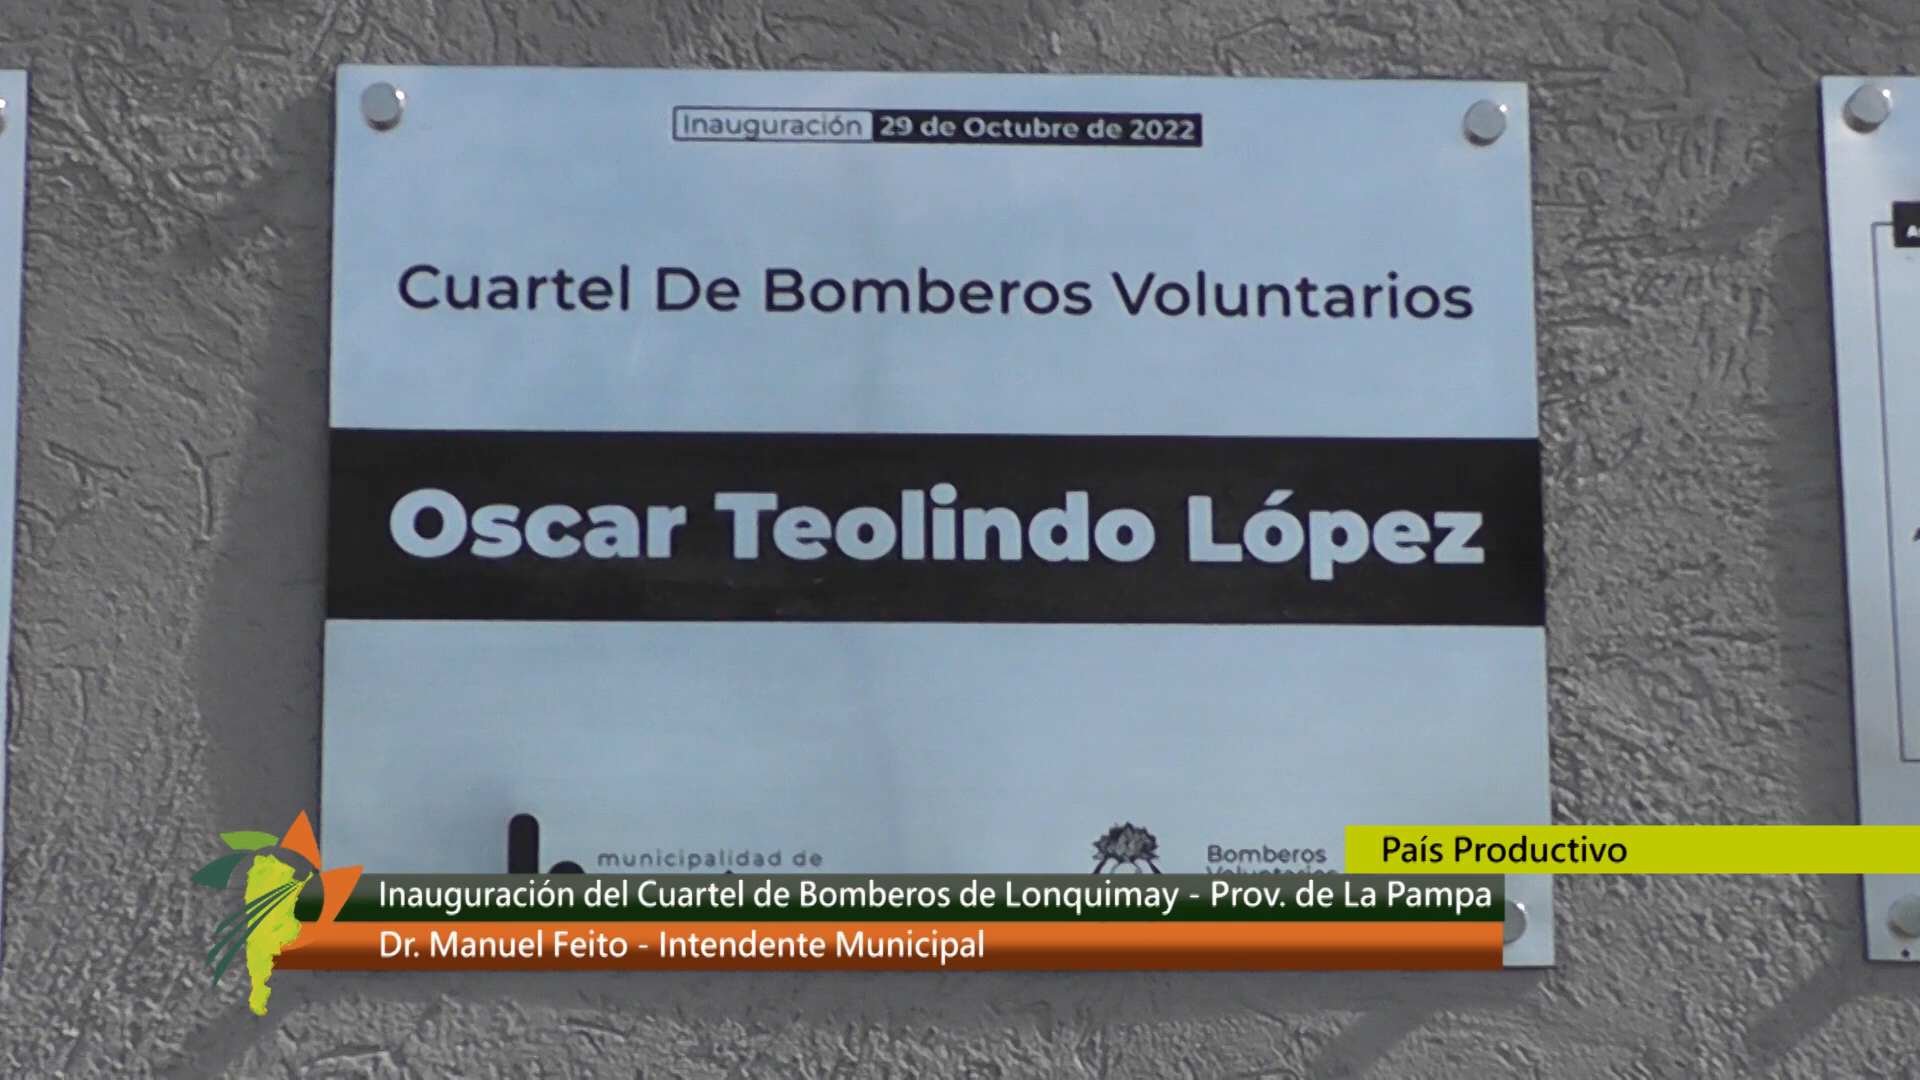 Inauguración 29 de Octubre de 2022
Cuartel De Bomberos Voluntarios
Oscar Teolindo López
municipalidad de
Bomberos
Voluntarios
País Productivo
Inauguración del Cuartel de Bomberos de Lonquimay - Prov. de La Pampa
Dr. Manuel Feito - Intendente Municipal